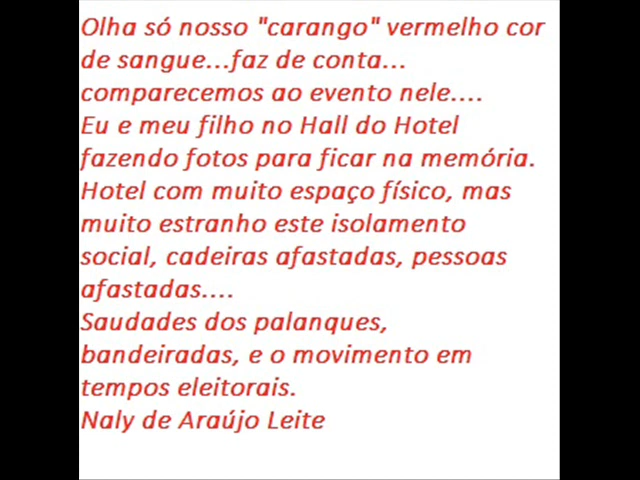 Olha só nosso "carango" vermelho cor
de sangue...faz de conta...
comparecemos ao evento nele....
Eu e meu filho no Hall do Hotel
fazendo fotos para ficar na memória.
Hotel com muito espaço físico, mas
muito estranho este isolamento
social, cadeiras afastadas, pessoas
afastadas....
Saudades dos palanques,
bandeiradas, e o movimento em
tempos eleitorais.
Naly de Araújo Leite